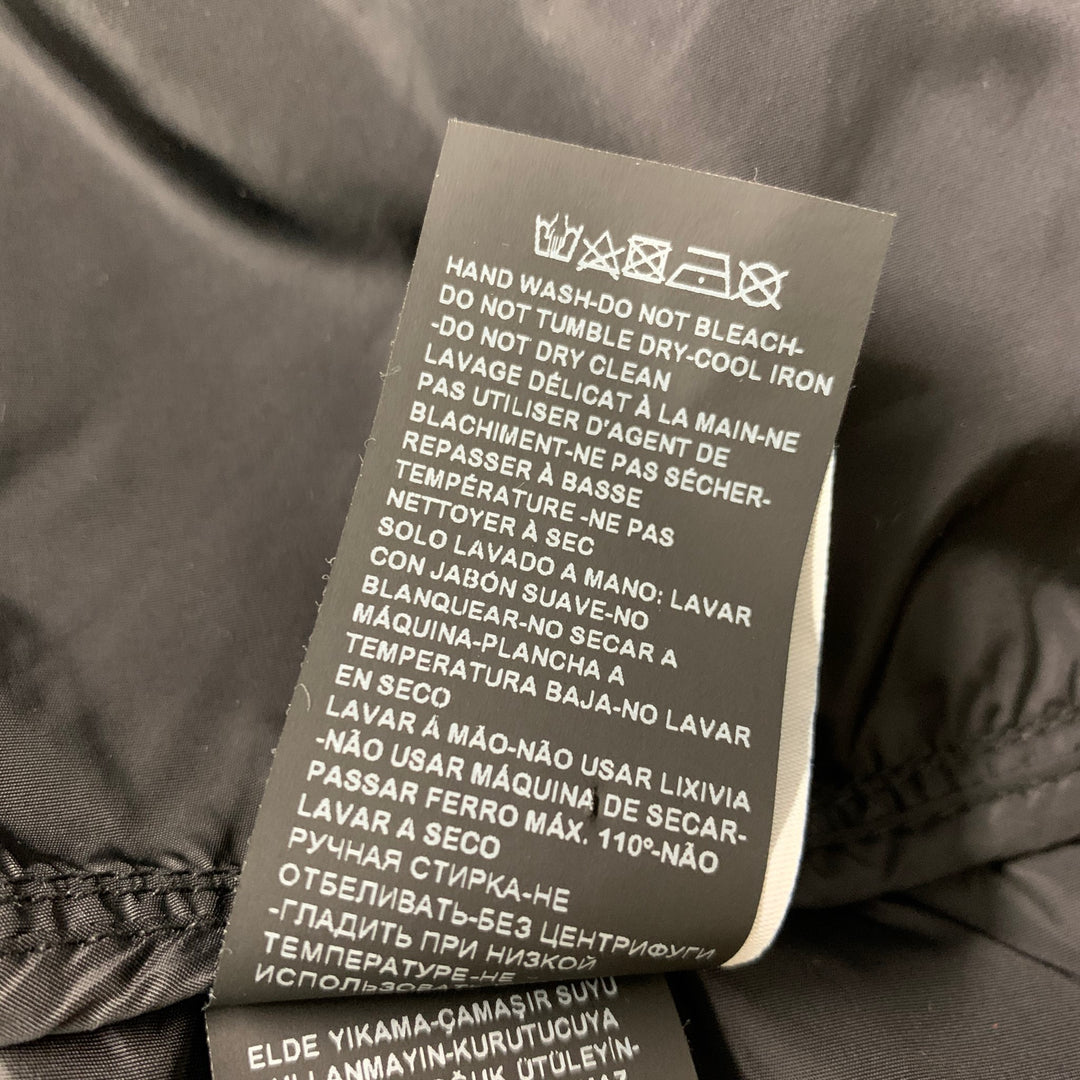 HAND WASH-DO NOT BLEACH-
DO NOT TUMBLE DRY-COOL IRON
-DO NOT DRY CLEAN
LAVAGE DÉLICAT À LA MAIN-NE
PAS UTILISER D'AGENT DE
BLACHIMENT-NE PAS SÉCHER-
REPASSER À BASSE
TEMPÉRATURE -NE PAS
NETTOYER À SEC
SOLO LAVADO A MANO: LAVAR
CON JABÓN SUAVE-NO
BLANQUEAR-NO SECAR A
MÁQUINA-PLANCHA A
TEMPERATURA BAJA-NO LAVAR
EN SECO
LAVAR Á MÃO-NÃO USAR LIXIVIA
-NÃO USAR MÁQUINA DE SECAR-
PASSAR FERRO MÁX. 110º-NÃO
LAVAR A SECO
РУЧНАЯ СТИРКА-НЕ
ОТБЕЛИВАТЬ-БЕЗ ЦЕНТРИФУГИ
-ГЛАДИТЬ ПРИ НИЗКОЙ
ТЕМПЕРАТУРЕ-НЕ
ELDE YIKAMA-ÇAMAŞIR SUYU
-KURUTUCUYA
ÜTÜLEYİN-